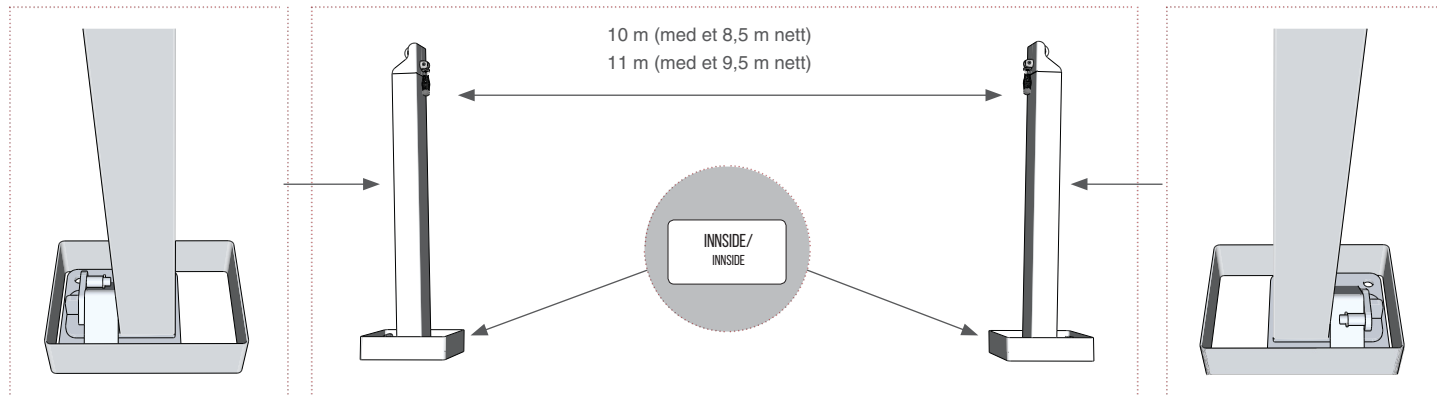 10 m (med et 8,5 m nett)
11 m (med et 9,5 m nett)
INNSIDE/
INNSIDE